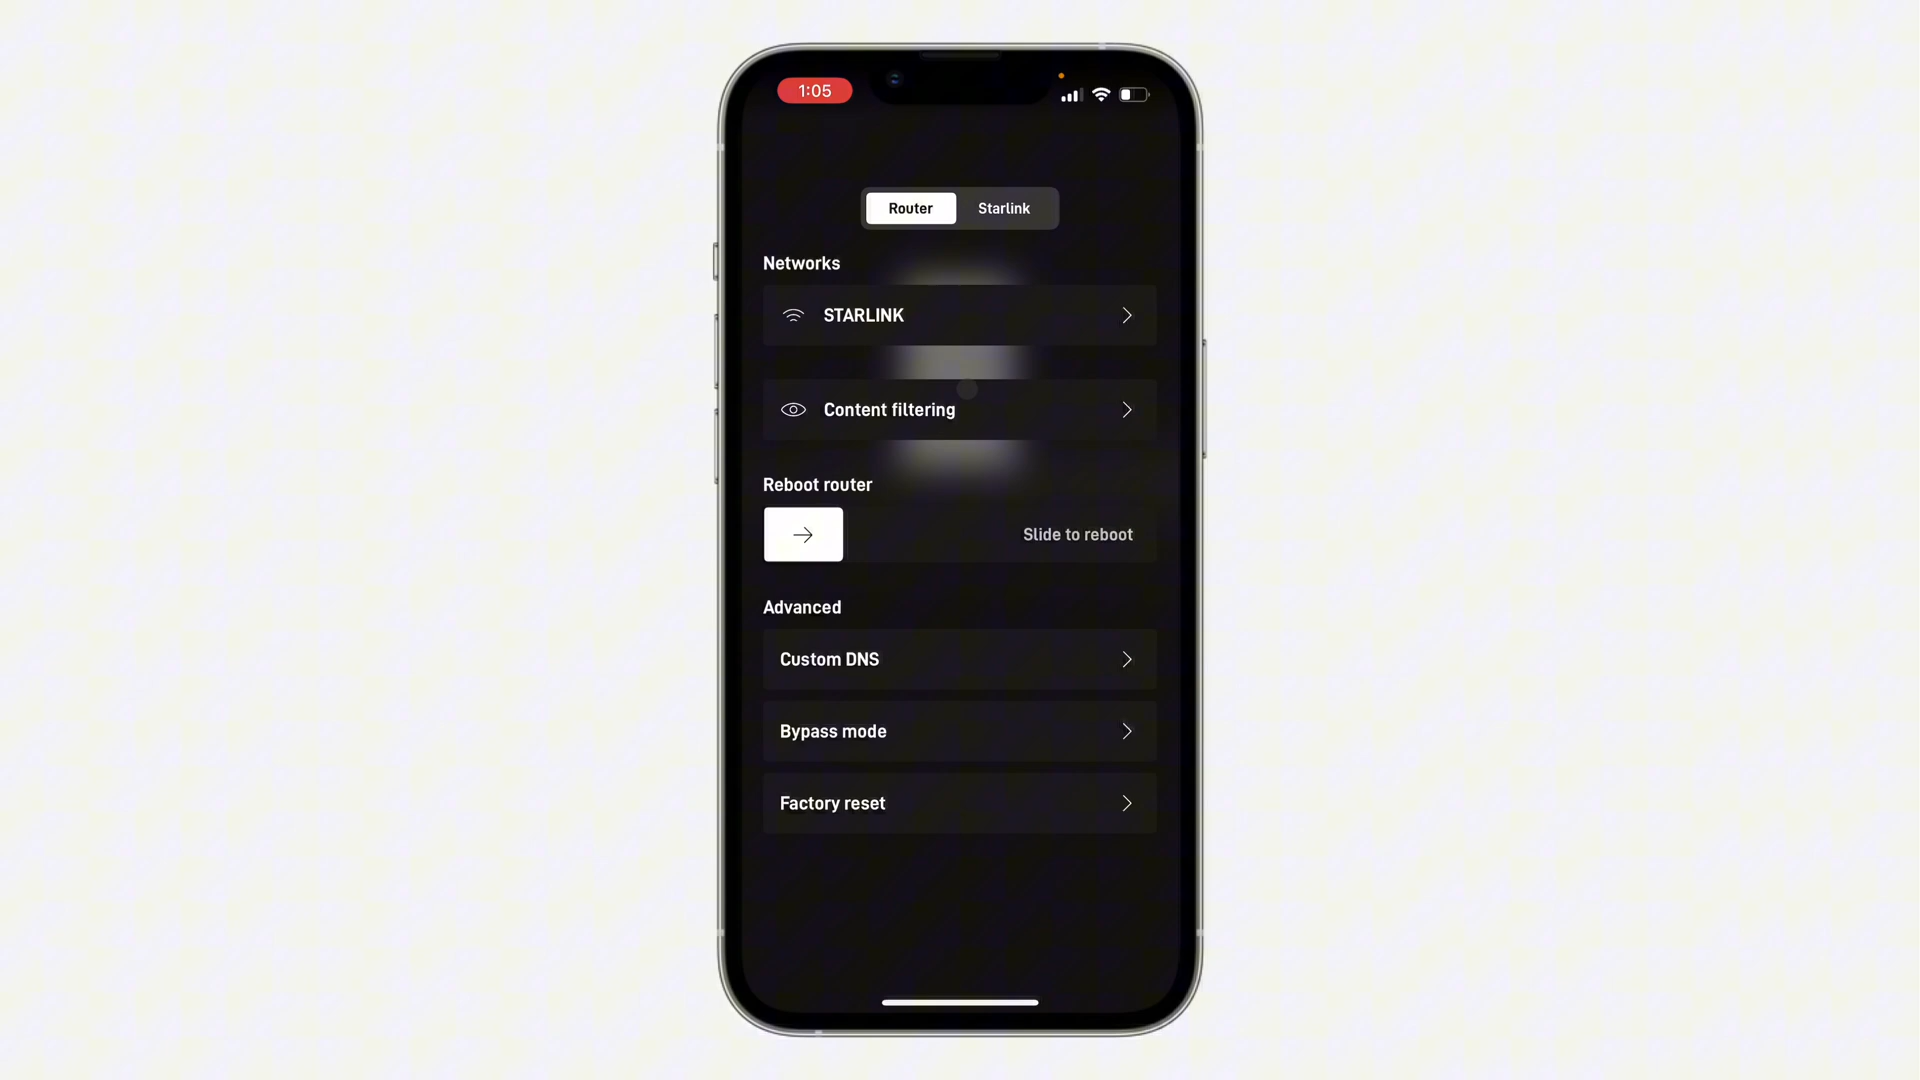 1:05
Router
Starlink
Networks
STARLINK
Content filtering
Reboot router
Slide to reboot
Advanced
Custom DNS
Bypass mode
Factory reset